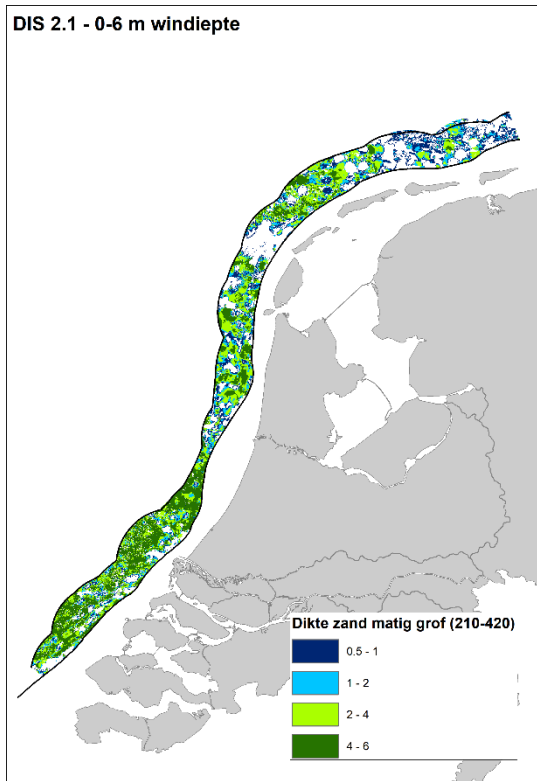 DIS 2.1 - 0-6 m windiepte
Dikte zand matig grof (210-420)
0.5 - 1
1 - 2
2 - 4
4 - 6